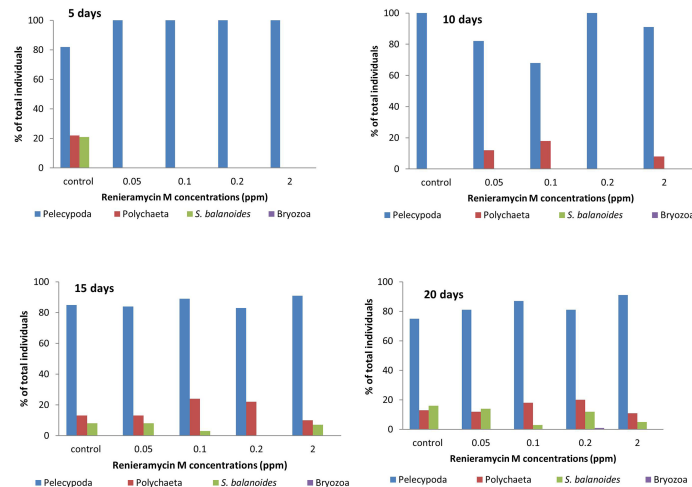 5 days
% of total individuals
100
80
60
40
20
0
control 0.05 0.1 0.2 2
Renieramycin M concentrations (ppm)
Pelecypoda Polychaeta S. balanoides Bryozoa
10 days
% of total individuals
100
80
60
40
20
0
control 0.05 0.1 0.2 2
Renieramycin M concentrations (ppm)
Pelecypoda Polychaeta S. balanoides Bryozoa
15 days
% of total individuals
100
80
60
40
20
0
control 0.05 0.1 0.2 2
Renieramycin M concentrations (ppm)
Pelecypoda Polychaeta S. balanoides Bryozoa
20 days
% of total individuals
100
80
60
40
20
0
control 0.05 0.1 0.2 2
Renieramycin M concentrations (ppm)
Pelecypoda Polychaeta S. balanoides Bryozoa